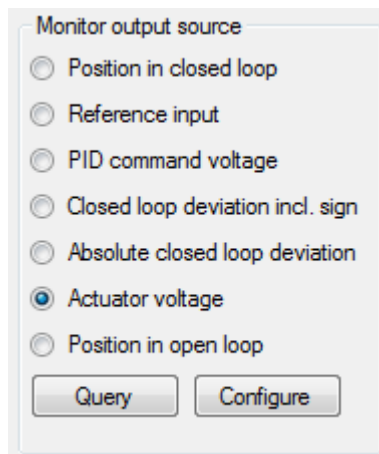 Monitor output source
Position in closed loop
Reference input
PID command voltage
Closed loop deviation incl. sign
Absolute closed loop deviation
Actuator voltage
Position in open loop
Query Configure